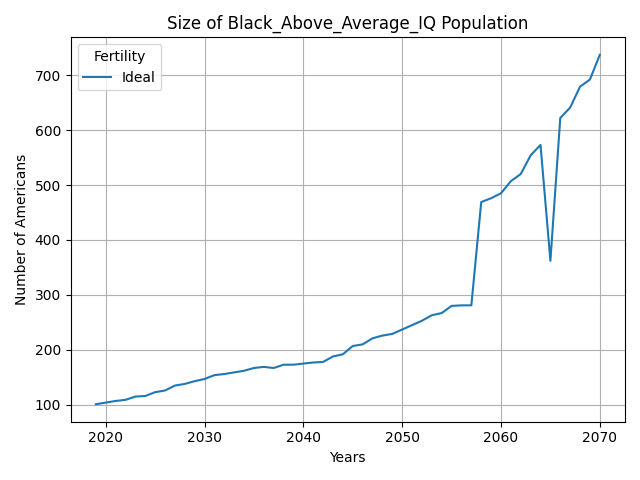 Size of Black_Above_Average_IQ Population
Fertility
Ideal
Number of Americans
700
600
500
400
300
200
100
2020
2030
2040
2050
2060
2070
Years